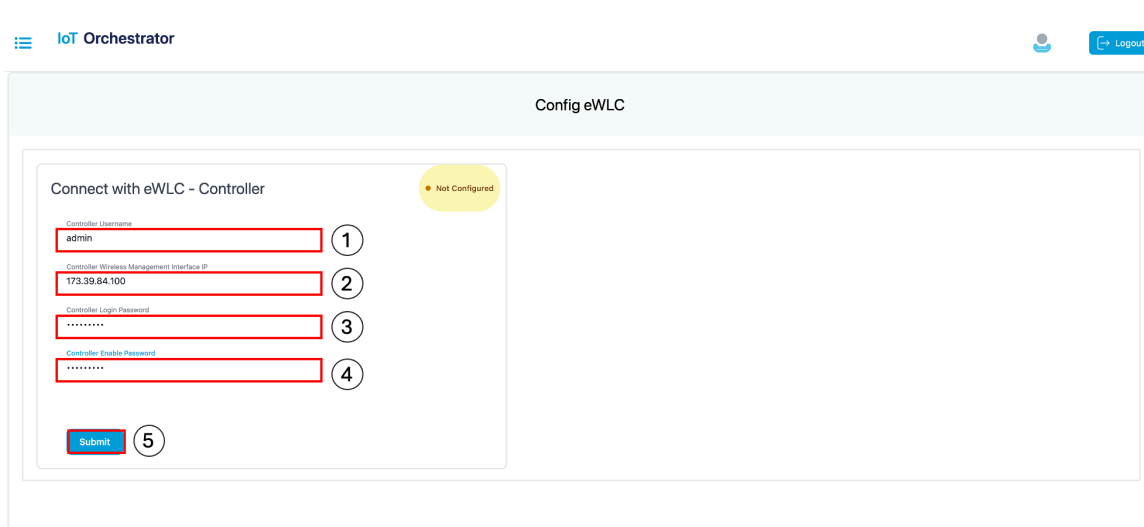 IoT Orchestrator
Logout
Config eWLC
Connect with eWLC - Controller
Not Configured
Controller Username
admin
1
Controller Wireless Management Interface IP
173.39.84.100
2
Controller Login Password
•••••••••
3
Controller Enable Password
•••••••••
4
Submit
5